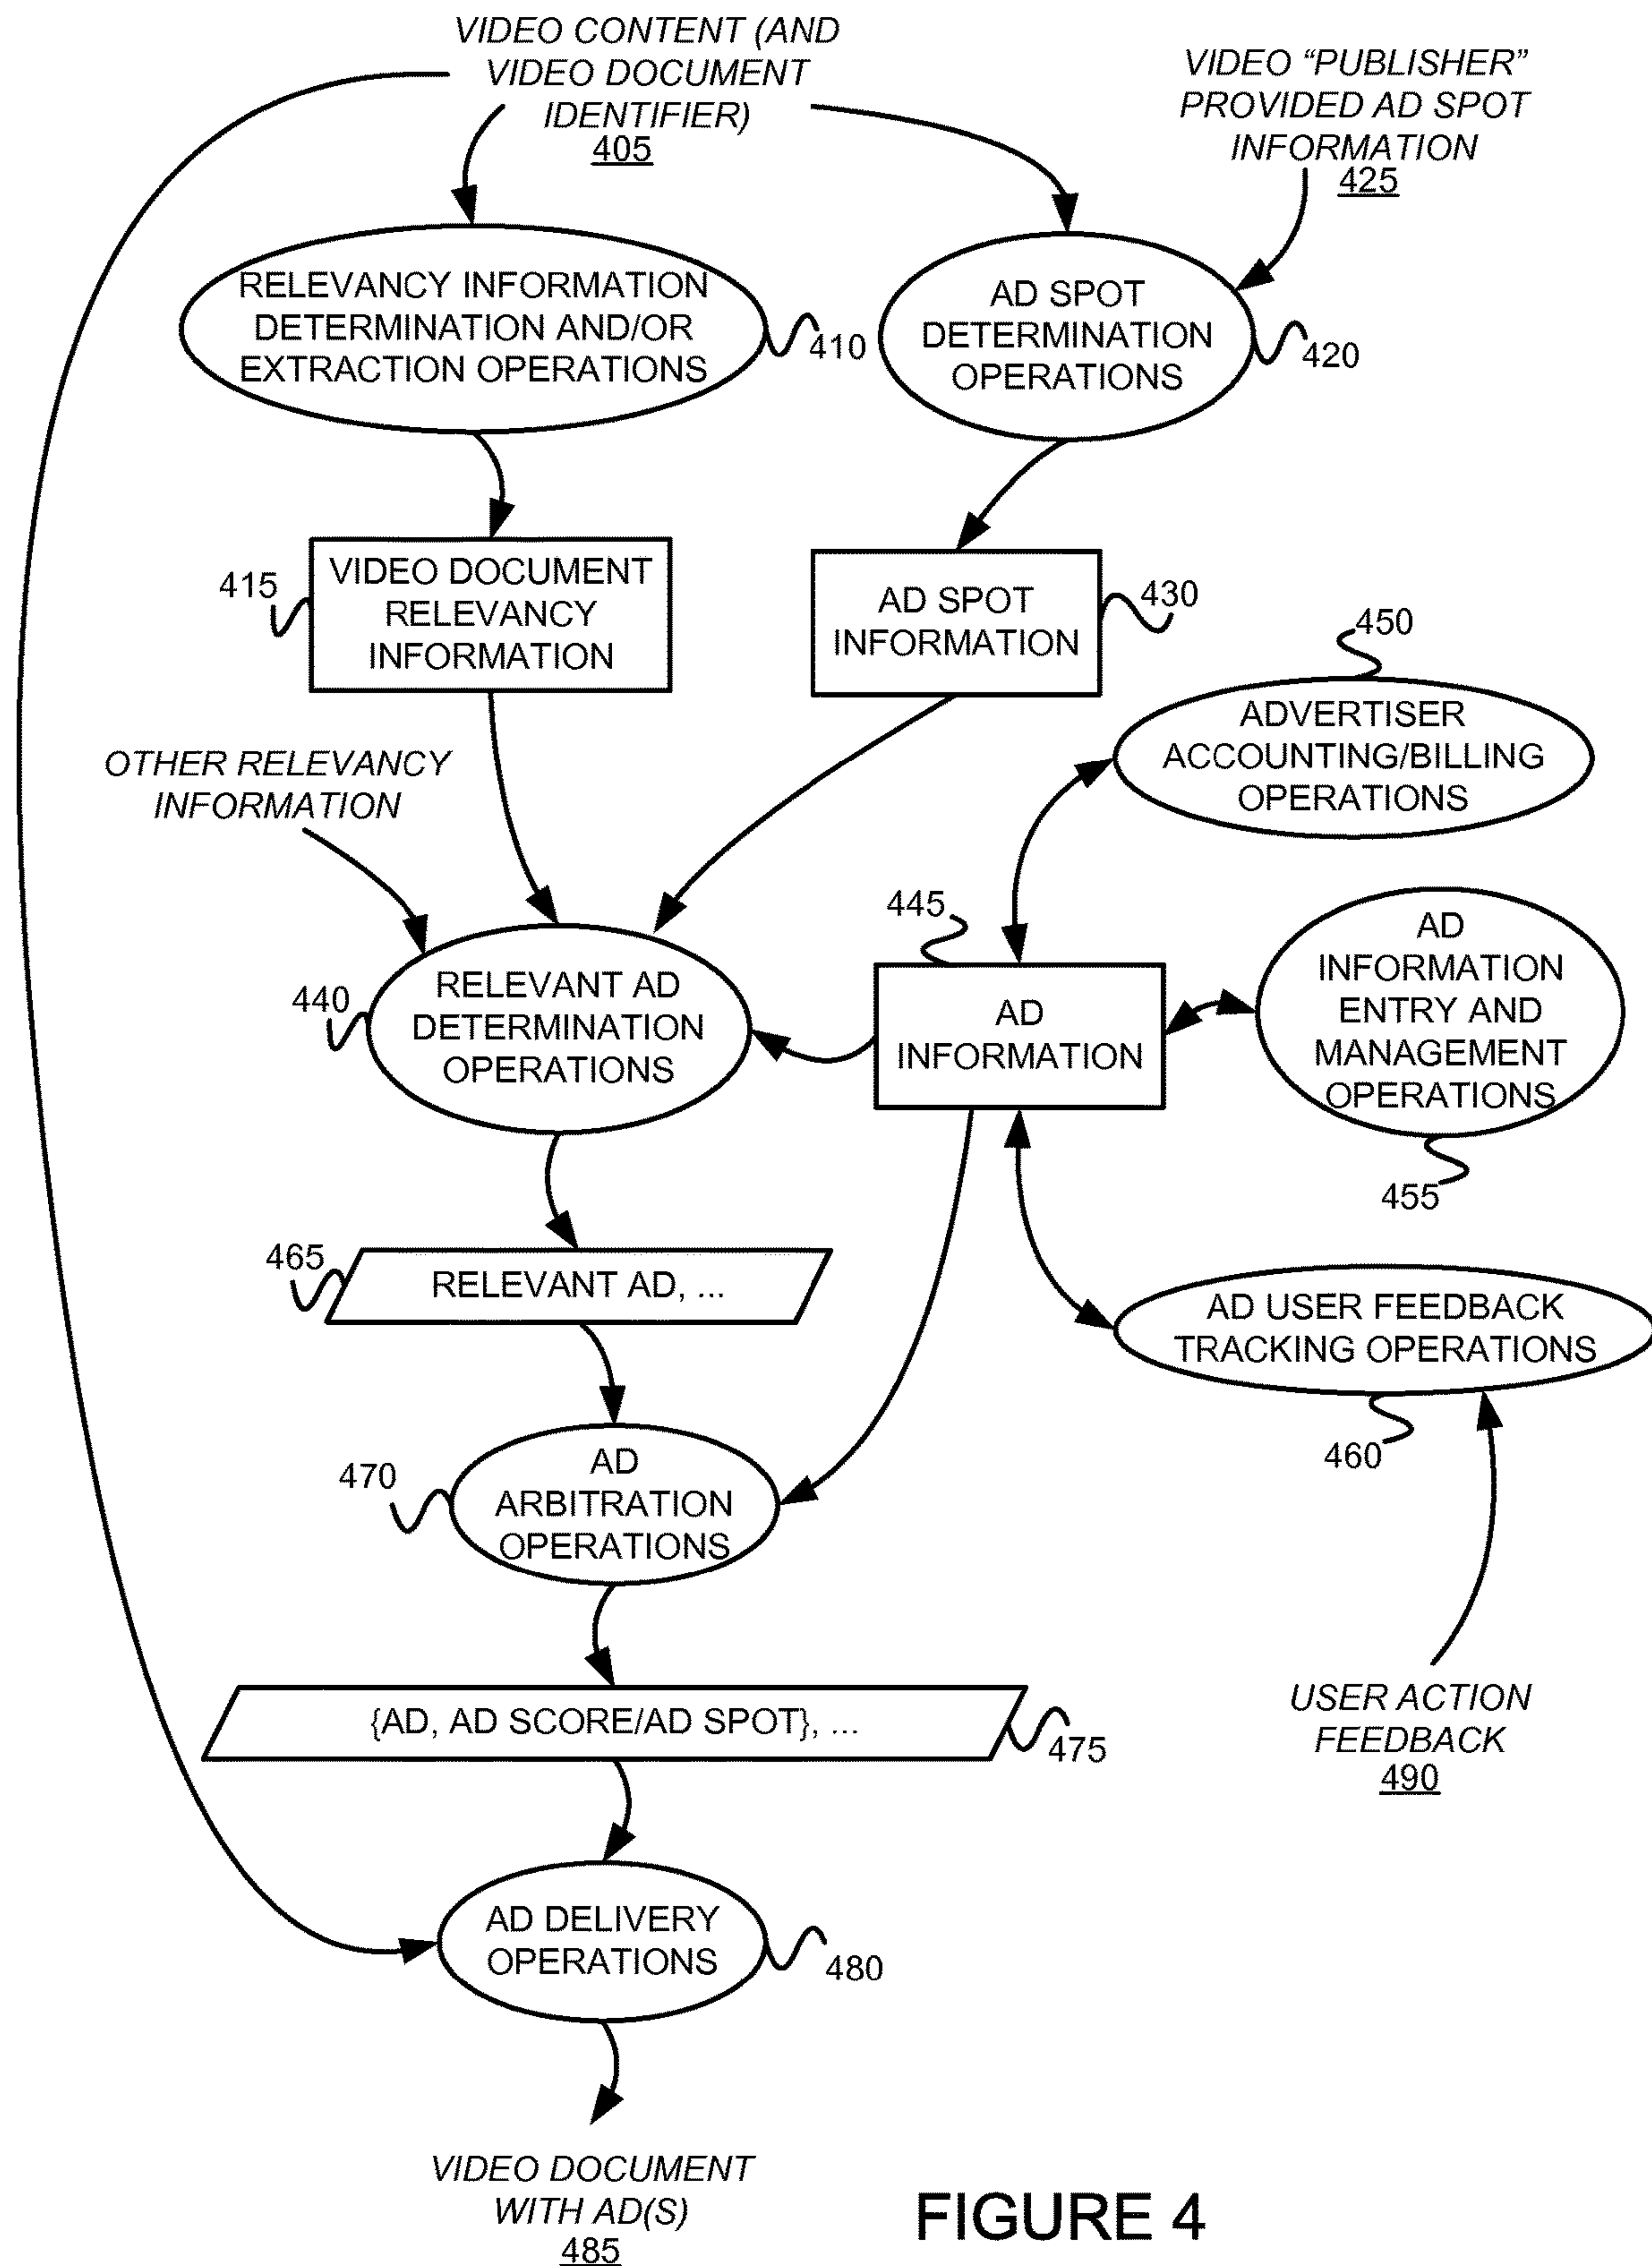 VIDEO CONTENT (AND
VIDEO DOCUMENT
IDENTIFIER)
405
VIDEO “PUBLISHER”
PROVIDED AD SPOT
INFORMATION
425
RELEVANCY INFORMATION
DETERMINATION AND/OR
EXTRACTION OPERATIONS
410
AD SPOT
DETERMINATION
OPERATIONS
420
415
VIDEO DOCUMENT
RELEVANCY
INFORMATION
AD SPOT
INFORMATION
430
450
ADVERTISER
ACCOUNTING/BILLING
OPERATIONS
OTHER RELEVANCY
INFORMATION
445
440
RELEVANT AD
DETERMINATION
OPERATIONS
AD
INFORMATION
AD
INFORMATION
ENTRY AND
MANAGEMENT
OPERATIONS
455
465
RELEVANT AD, ...
AD USER FEEDBACK
TRACKING OPERATIONS
460
470
AD
ARBITRATION
OPERATIONS
{AD, AD SCORE/AD SPOT}, ...
475
USER ACTION
FEEDBACK
490
AD DELIVERY
OPERATIONS
480
VIDEO DOCUMENT
WITH AD(S)
485
FIGURE 4